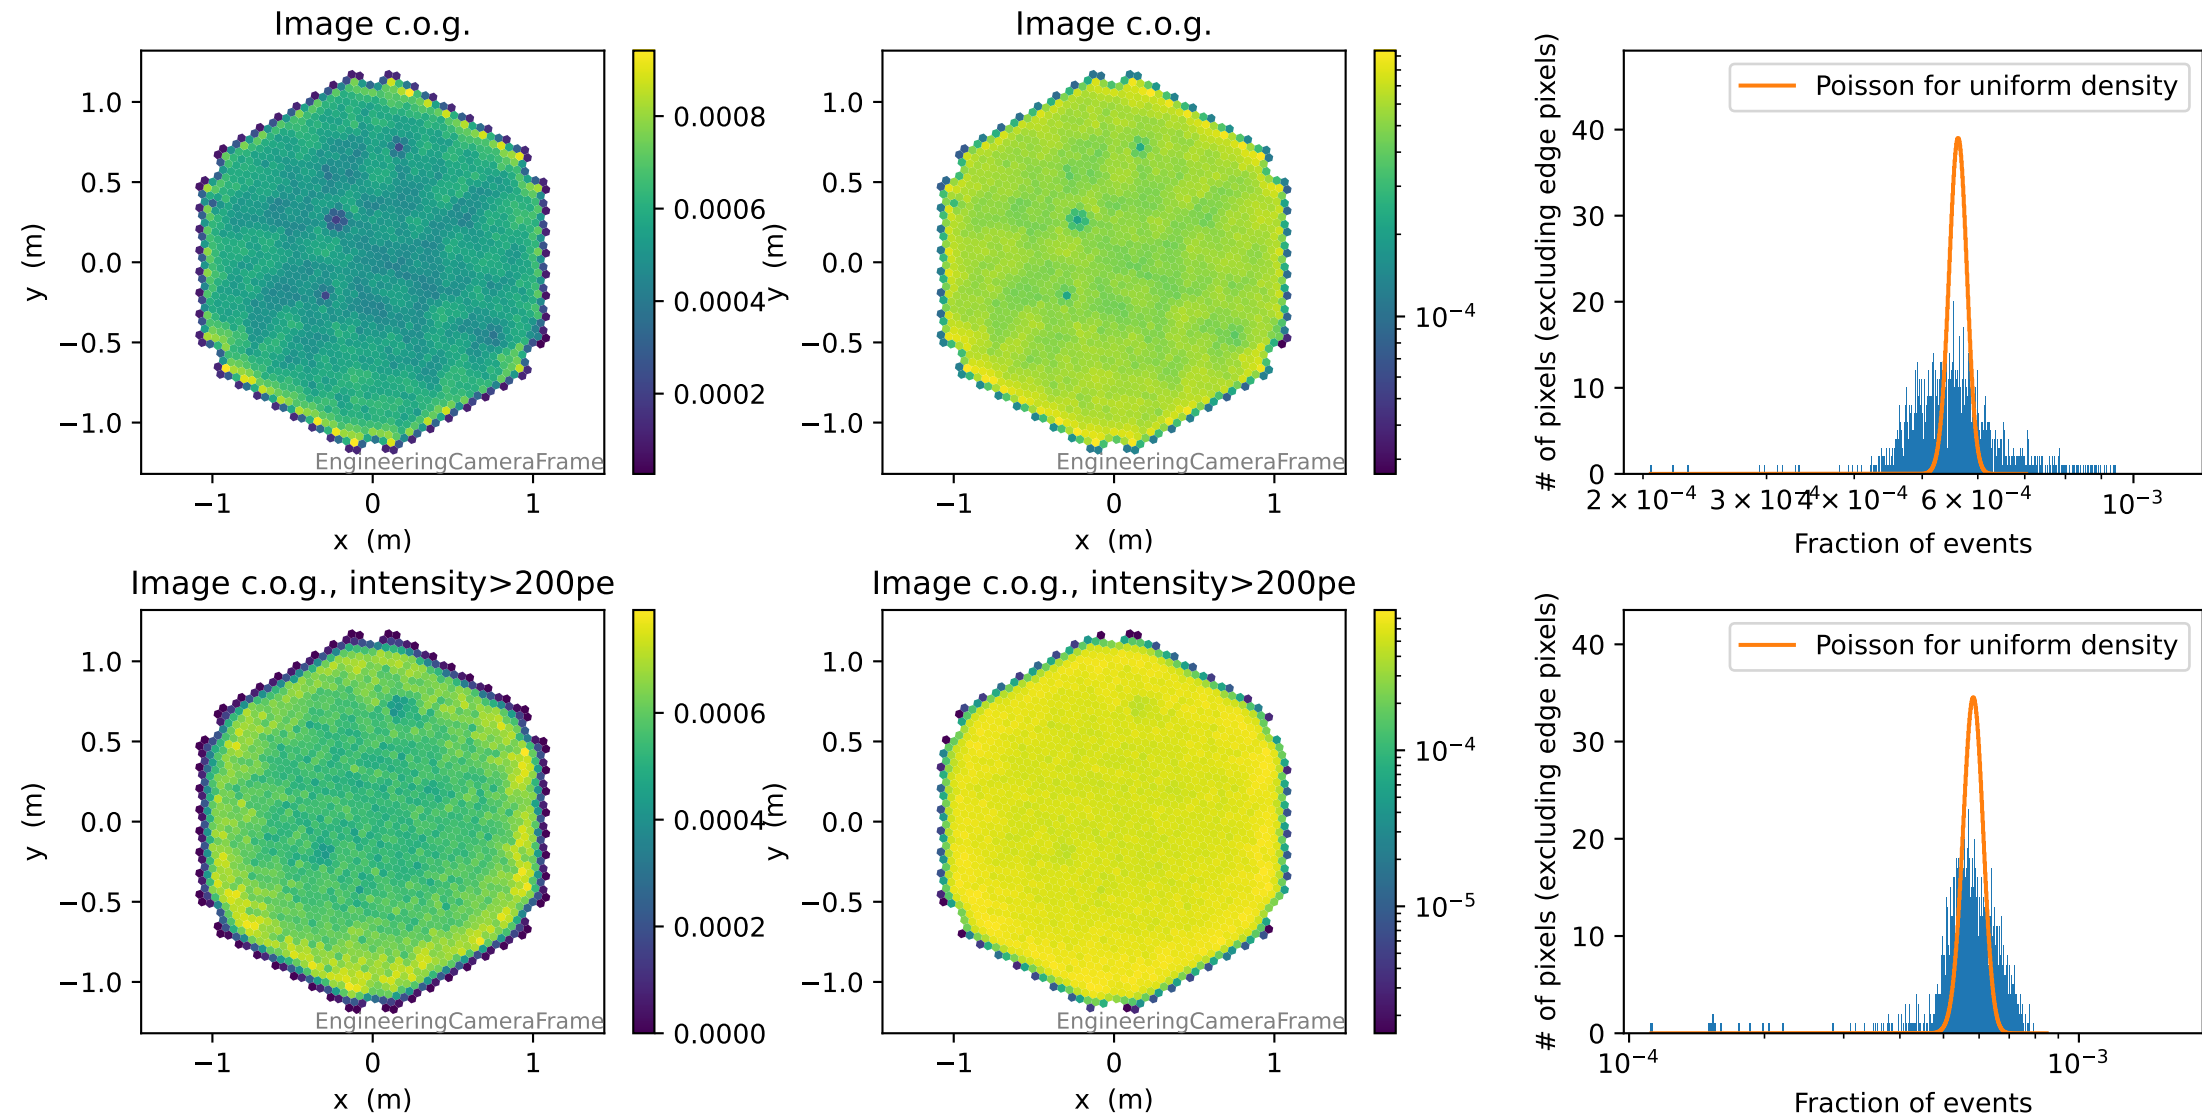 Image c.o.g.
1.0
0.5
0.0
−0.5
−1.0
y (m)
−1
0
1
x (m)
EngineeringCameraFrame
0.0008
0.0006
0.0004
0.0002
Image c.o.g.
1.0
0.5
0.0
−0.5
−1.0
y (m)
−1
0
1
x (m)
EngineeringCameraFrame
10⁻⁴
# of pixels (excluding edge pixels)
40
30
20
10
0
Poisson for uniform density
2 × 10⁻⁴
3 × 10⁻⁴
4 × 10⁻⁴
6 × 10⁻⁴
10⁻³
Fraction of events
Image c.o.g., intensity>200pe
1.0
0.5
0.0
−0.5
−1.0
y (m)
−1
0
1
x (m)
EngineeringCameraFrame
0.0006
0.0004
0.0002
0.0000
Image c.o.g., intensity>200pe
1.0
0.5
0.0
−0.5
−1.0
y (m)
−1
0
1
x (m)
EngineeringCameraFrame
10⁻⁴
10⁻⁵
# of pixels (excluding edge pixels)
40
30
20
10
0
Poisson for uniform density
10⁻⁴
10⁻³
Fraction of events